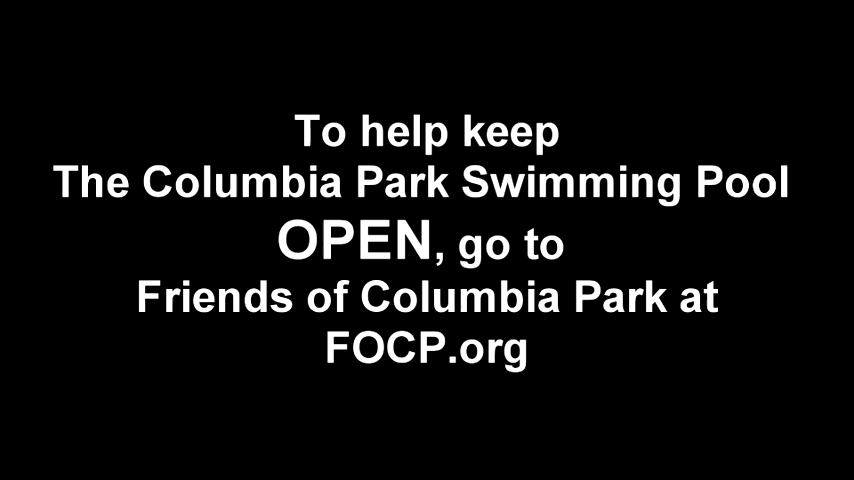 To help keep
The Columbia Park Swimming Pool
OPEN, go to
Friends of Columbia Park at
FOCP.org